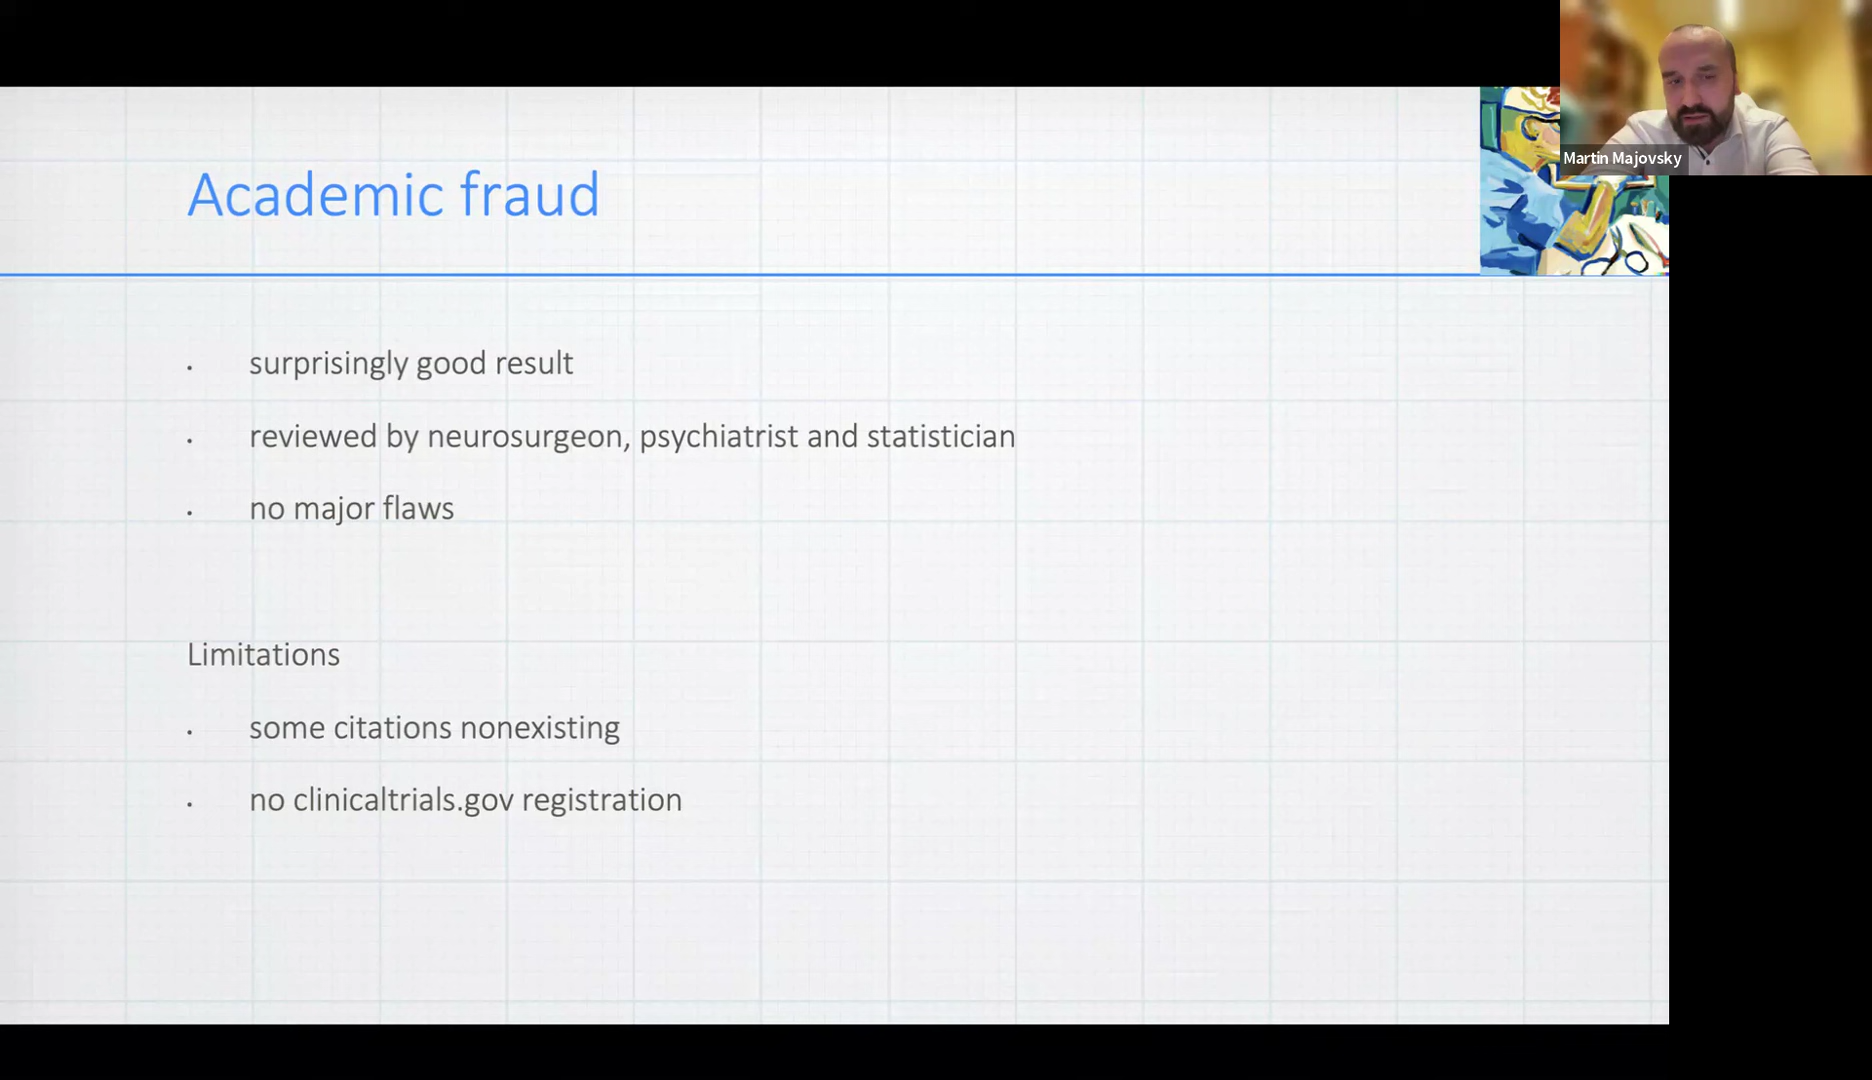 Martin Majovsky
Academic fraud
surprisingly good result
reviewed by neurosurgeon, psychiatrist and statistician
no major flaws
Limitations
some citations nonexisting
no clinicaltrials.gov registration